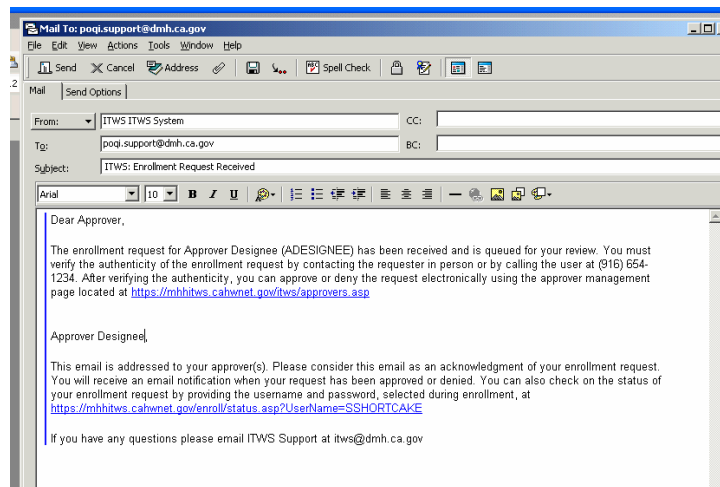 Mail To: poqi.support@dmh.ca.gov
File Edit View Actions Tools Window Help
Send Cancel Address Spell Check
.2
Mail Send Options
From: ITWS ITWS System CC:
To: poqi.support@dmh.ca.gov BC:
Subject: ITWS: Enrollment Request Received
Arial 10 B I U
Dear Approver,
The enrollment request for Approver Designee (ADESIGNEE) has been received and is queued for your review. You must
verify the authenticity of the enrollment request by contacting the requester in person or by calling the user at (916) 654-
1234. After verifying the authenticity, you can approve or deny the request electronically using the approver management
page located at https://mhhitws.cahwnet.gov/itws/approvers.asp
Approver Designee,
This email is addressed to your approver(s). Please consider this email as an acknowledgment of your enrollment request.
You will receive an email notification when your request has been approved or denied. You can also check on the status of
your enrollment request by providing the username and password, selected during enrollment, at
https://mhhitws.cahwnet.gov/enroll/status.asp?UserName=SSHORTCAKE
If you have any questions please email ITWS Support at itws@dmh.ca.gov